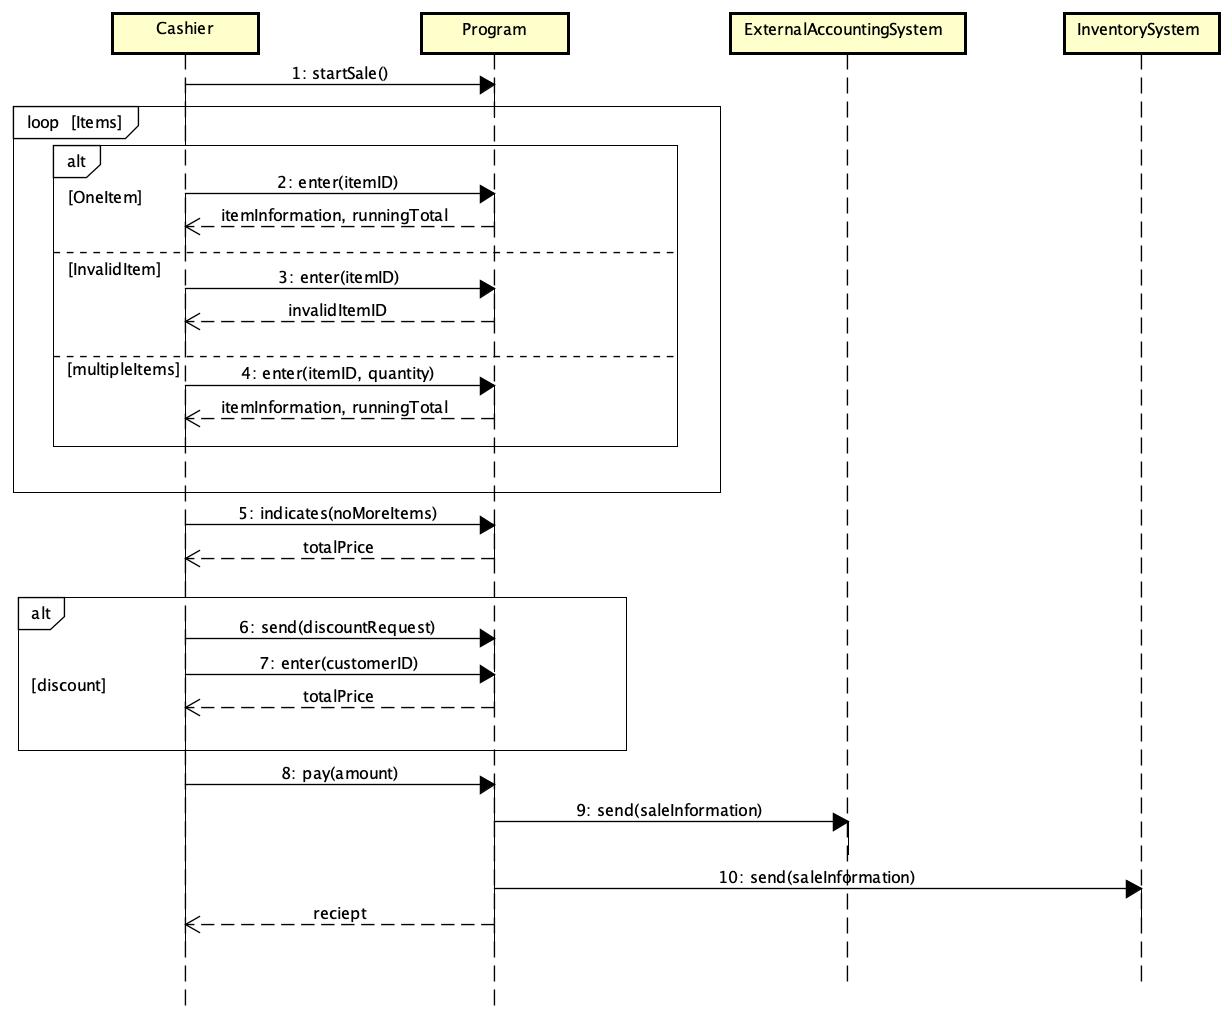 Cashier
Program
ExternalAccountingSystem
InventorySystem
1: startSale()
loop [Items]
alt
[OneItem]
2: enter(itemID)
itemInformation, runningTotal
[InvalidItem]
3: enter(itemID)
invalidItemID
[multipleItems]
4: enter(itemID, quantity)
itemInformation, runningTotal
5: indicates(noMoreItems)
totalPrice
alt
6: send(discountRequest)
7: enter(customerID)
[discount]
totalPrice
8: pay(amount)
9: send(saleInformation)
10: send(saleInformation)
reciept